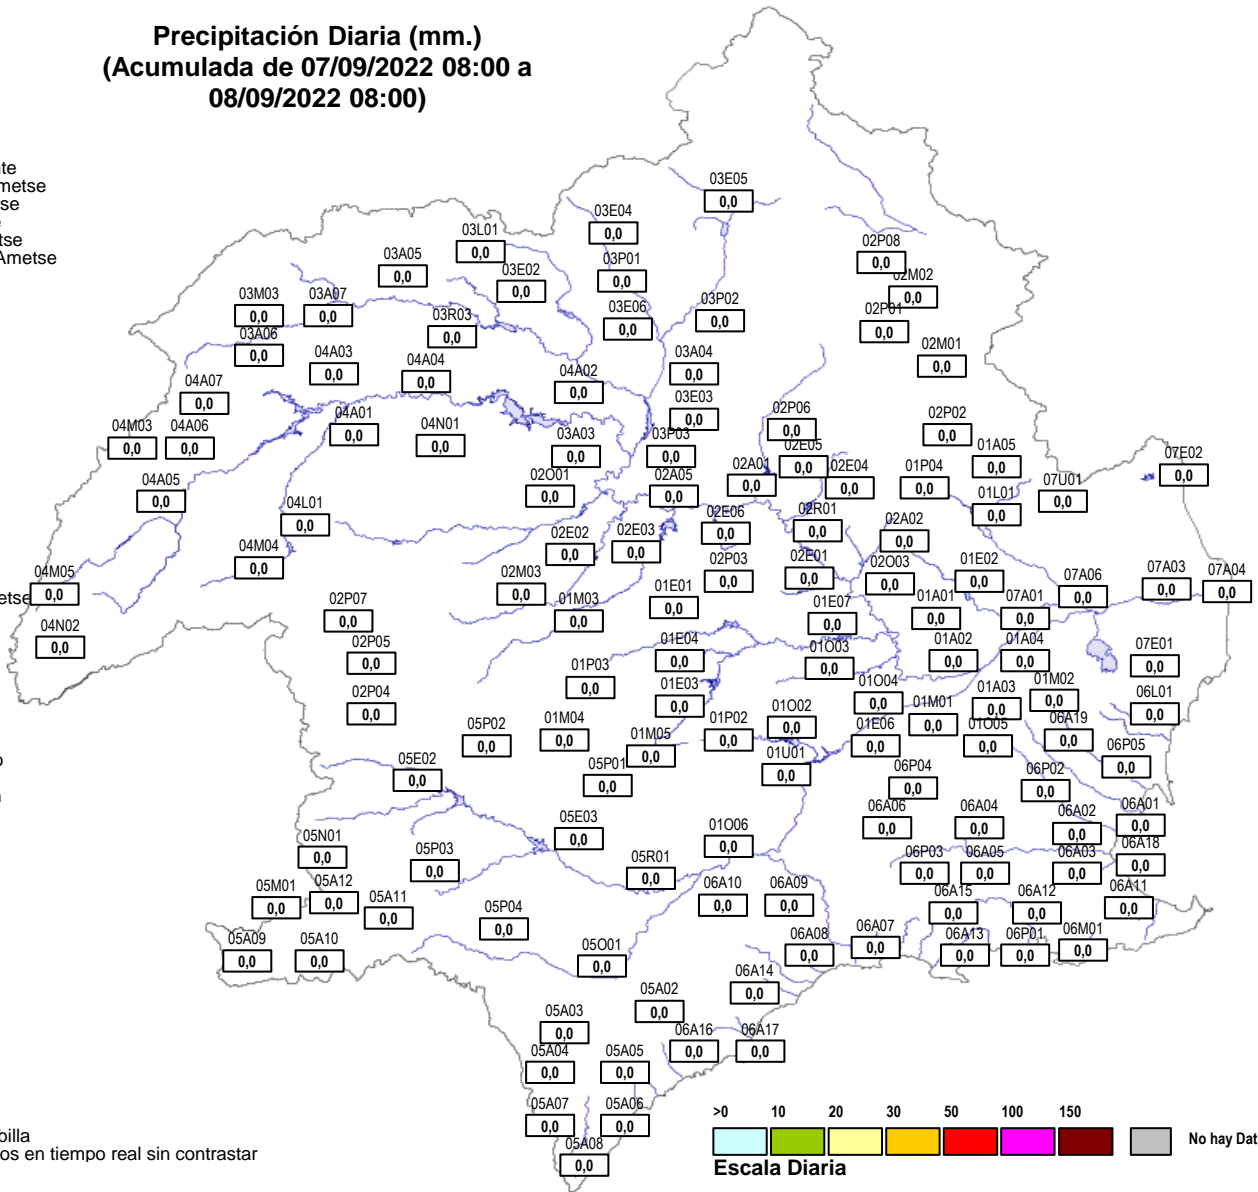 Precipitación Diaria (mm.)
(Acumulada de 07/09/2022 08:00 a
08/09/2022 08:00)
03E05
0,0
03E04
0,0
03L01
0,0
02P08
0,0
03A05
0,0
03P01
0,0
03E02
0,0
02M02
0,0
03M03
0,0
03A07
0,0
03P02
0,0
03E06
0,0
02P01
0,0
03R03
0,0
03A06
0,0
02M01
0,0
04A03
0,0
03A04
0,0
04A04
0,0
04A02
0,0
04A07
0,0
03E03
0,0
02P06
0,0
02P02
0,0
04A01
0,0
04M03
0,0
04A06
0,0
04N01
0,0
03A03
0,0
03P03
0,0
02E05
0,0
01A05
0,0
07E02
0,0
02A01
0,0
02E04
0,0
01P04
0,0
02O01
0,0
02A05
0,0
04A05
0,0
07U01
0,0
01L01
0,0
04L01
0,0
02R01
0,0
02E06
0,0
02A02
0,0
02E03
0,0
02E02
0,0
04M04
0,0
02P03
0,0
02E01
0,0
02O03
0,0
01E02
0,0
07A03
0,0
07A04
0,0
04M05
0,0
02M03
0,0
07A06
0,0
01E01
0,0
01M03
0,0
02P07
0,0
01A01
0,0
07A01
0,0
01E07
0,0
04N02
0,0
02P05
0,0
01E04
0,0
01A02
0,0
01A04
0,0
01O03
0,0
07E01
0,0
01P03
0,0
01E03
0,0
01O04
0,0
01M02
0,0
01A03
0,0
02P04
0,0
06L01
0,0
01O02
0,0
01M01
0,0
05P02
0,0
01M04
0,0
01P02
0,0
01E06
0,0
01O05
0,0
06A19
0,0
01M05
0,0
06P05
0,0
01U01
0,0
05E02
0,0
05P01
0,0
06P04
0,0
06P02
0,0
05E03
0,0
01O06
0,0
06A06
0,0
06A04
0,0
06A02
0,0
06A01
0,0
05N01
0,0
05P03
0,0
05R01
0,0
06P03
0,0
06A05
0,0
06A03
0,0
06A18
0,0
05M01
0,0
05A12
0,0
05A11
0,0
06A10
0,0
06A09
0,0
06A15
0,0
06A12
0,0
06A11
0,0
05P04
0,0
06A08
0,0
06A07
0,0
06A13
0,0
06P01
0,0
06M01
0,0
05A09
0,0
05A10
0,0
05O01
0,0
06A14
0,0
05A02
0,0
05A03
0,0
06A16
0,0
06A17
0,0
05A04
0,0
05A05
0,0
05A07
0,0
05A06
0,0
05A08
0,0
os en tiempo real sin contrastar
>0 10 20 30 50 100 150
No hay Dat
Escala Diaria